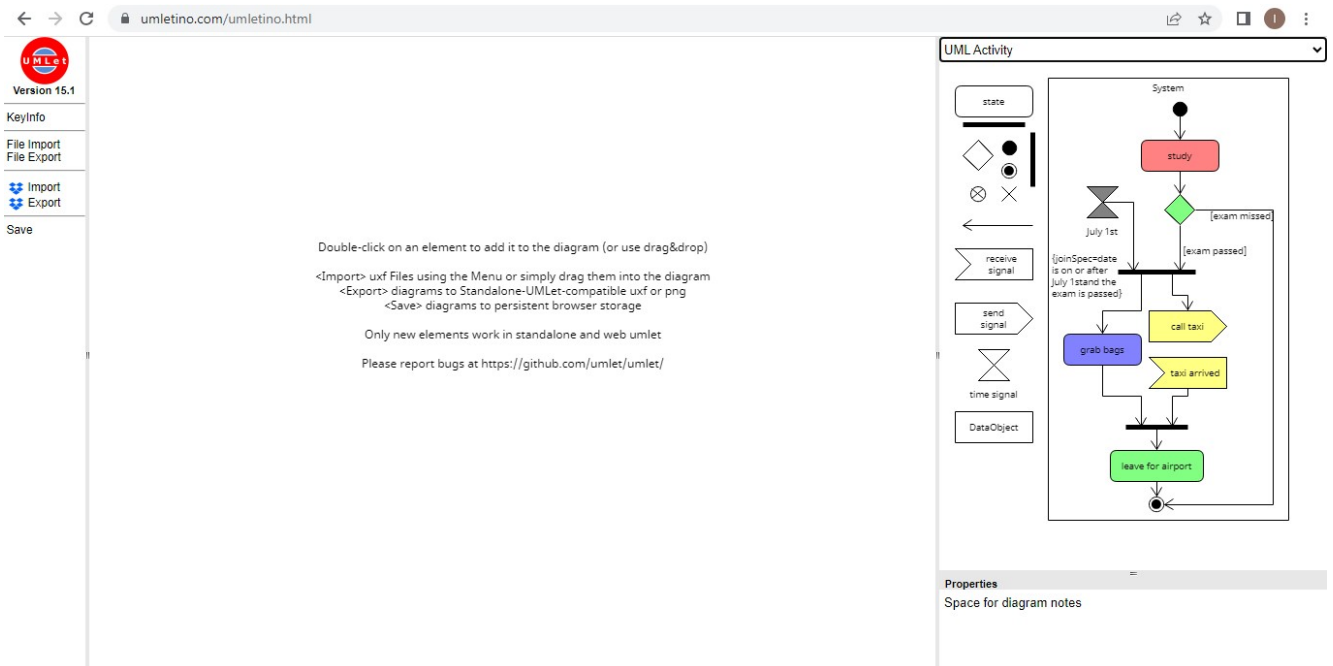 umletino.com/umletino.html
I
UMLet
Version 15.1
KeyInfo
File Import
File Export
Import
Export
Save
Double-click on an element to add it to the diagram (or use drag&drop)
<Import> uxf Files using the Menu or simply drag them into the diagram
<Export> diagrams to Standalone-UMLet-compatible uxf or png
<Save> diagrams to persistent browser storage
Only new elements work in standalone and web umlet
Please report bugs at https://github.com/umlet/umlet/
UML Activity
state
receive
signal
send
signal
time signal
DataObject
System
study
[exam missed]
July 1st
[exam passed]
{joinSpec=date
is on or after
July 1stand the
exam is passed}
call taxi
grab bags
taxi arrived
leave for airport
Properties
Space for diagram notes